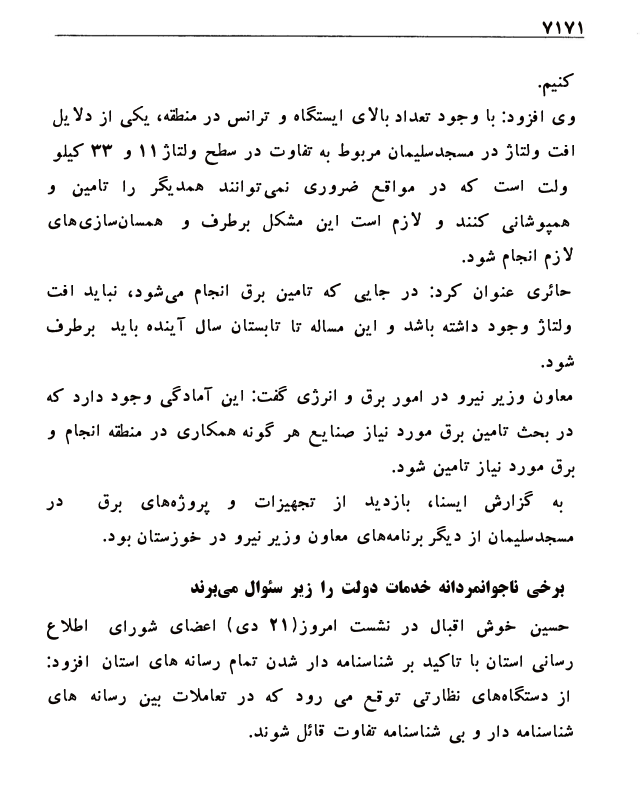 ۷۱۷۱
کنیم.
وی افزود: با وجود تعداد بالای ایستگاه و ترانس در منطقه، یکی از دلایل
افت ولتاژ در مسجدسلیمان مربوط به تفاوت در سطح ولتاژ ۱۱ و ۳۳ کیلو
ولت است که در مواقع ضروری نمی‌توانند همدیگر را تامین و
همپوشانی کنند و لازم است این مشکل برطرف و همسان‌سازی‌های
لازم انجام شود.
حائری عنوان کرد: در جایی که تامین برق انجام می‌شود، نباید افت
ولتاژ وجود داشته باشد و این مساله تا تابستان سال آینده باید برطرف
شود.
معاون وزیر نیرو در امور برق و انرژی گفت: این آمادگی وجود دارد که
در بحث تامین برق مورد نیاز صنایع هر گونه همکاری در منطقه انجام و
برق مورد نیاز تامین شود.
به گزارش ایسنا، بازدید از تجهیزات و پروژه‌های برق در
مسجدسلیمان از دیگر برنامه‌های معاون وزیر نیرو در خوزستان بود.
برخی ناجوانمردانه خدمات دولت را زیر سئوال می‌برند
حسین خوش اقبال در نشست امروز(۲۱ دی) اعضای شورای اطلاع
رسانی استان با تاکید بر شناسنامه دار شدن تمام رسانه های استان افزود:
از دستگاه‌های نظارتی توقع می رود که در تعاملات بین رسانه های
شناسنامه دار و بی شناسنامه تفاوت قائل شوند.